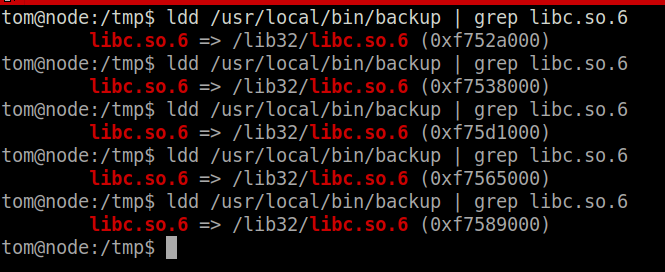 tom@node:/tmp$ ldd /usr/local/bin/backup | grep libc.so.6
libc.so.6 => /lib32/libc.so.6 (0xf752a000)
tom@node:/tmp$ ldd /usr/local/bin/backup | grep libc.so.6
libc.so.6 => /lib32/libc.so.6 (0xf7538000)
tom@node:/tmp$ ldd /usr/local/bin/backup | grep libc.so.6
libc.so.6 => /lib32/libc.so.6 (0xf75d1000)
tom@node:/tmp$ ldd /usr/local/bin/backup | grep libc.so.6
libc.so.6 => /lib32/libc.so.6 (0xf7565000)
tom@node:/tmp$ ldd /usr/local/bin/backup | grep libc.so.6
libc.so.6 => /lib32/libc.so.6 (0xf7589000)
tom@node:/tmp$